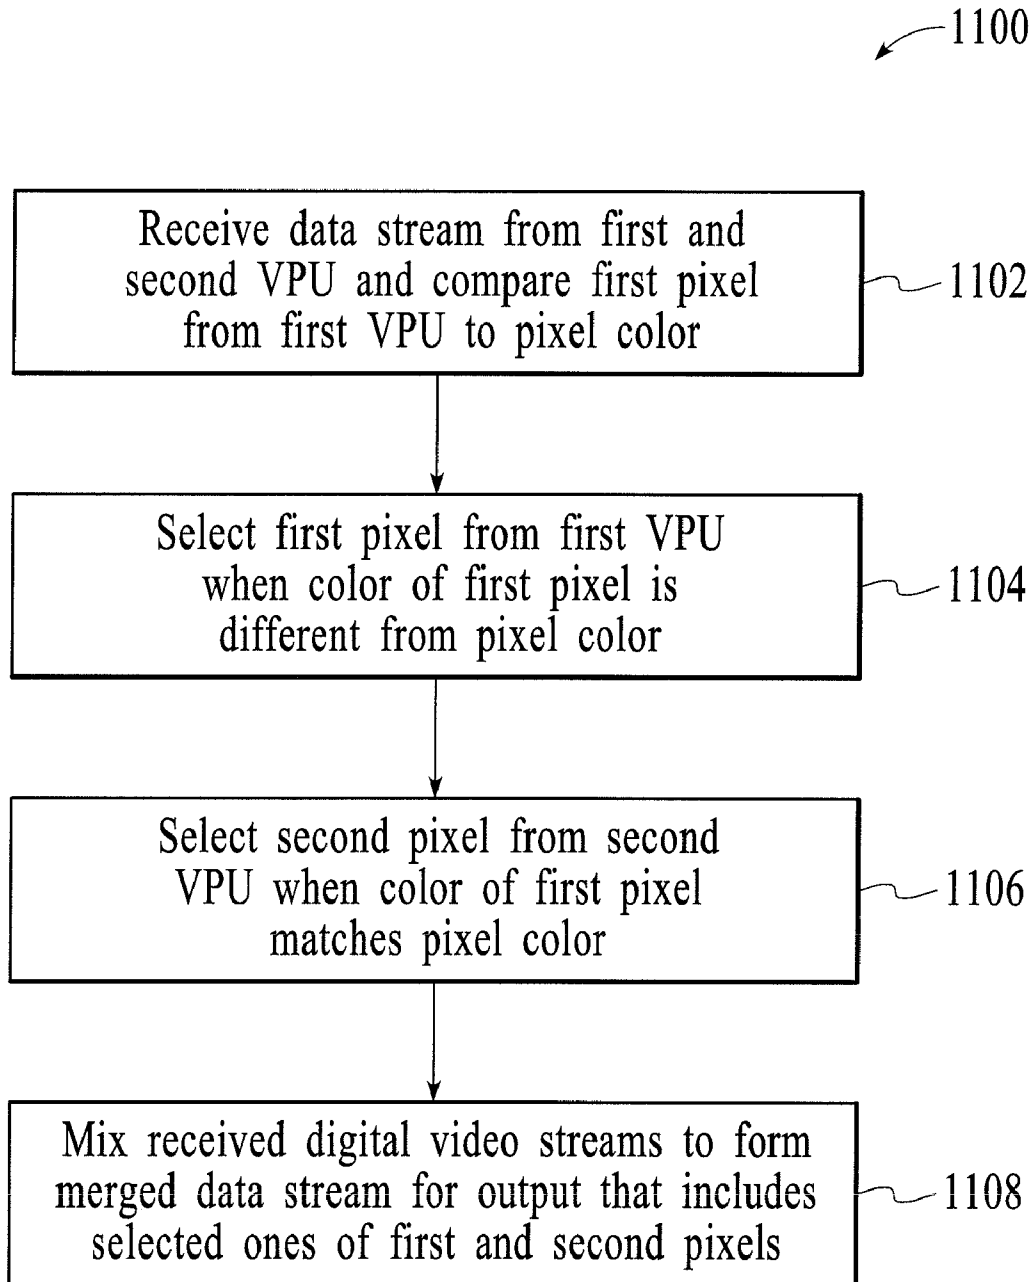 1100
Receive data stream from first and
second VPU and compare first pixel
from first VPU to pixel color
1102
Select first pixel from first VPU
when color of first pixel is
different from pixel color
1104
Select second pixel from second
VPU when color of first pixel
matches pixel color
1106
Mix received digital video streams to form
merged data stream for output that includes
selected ones of first and second pixels
1108